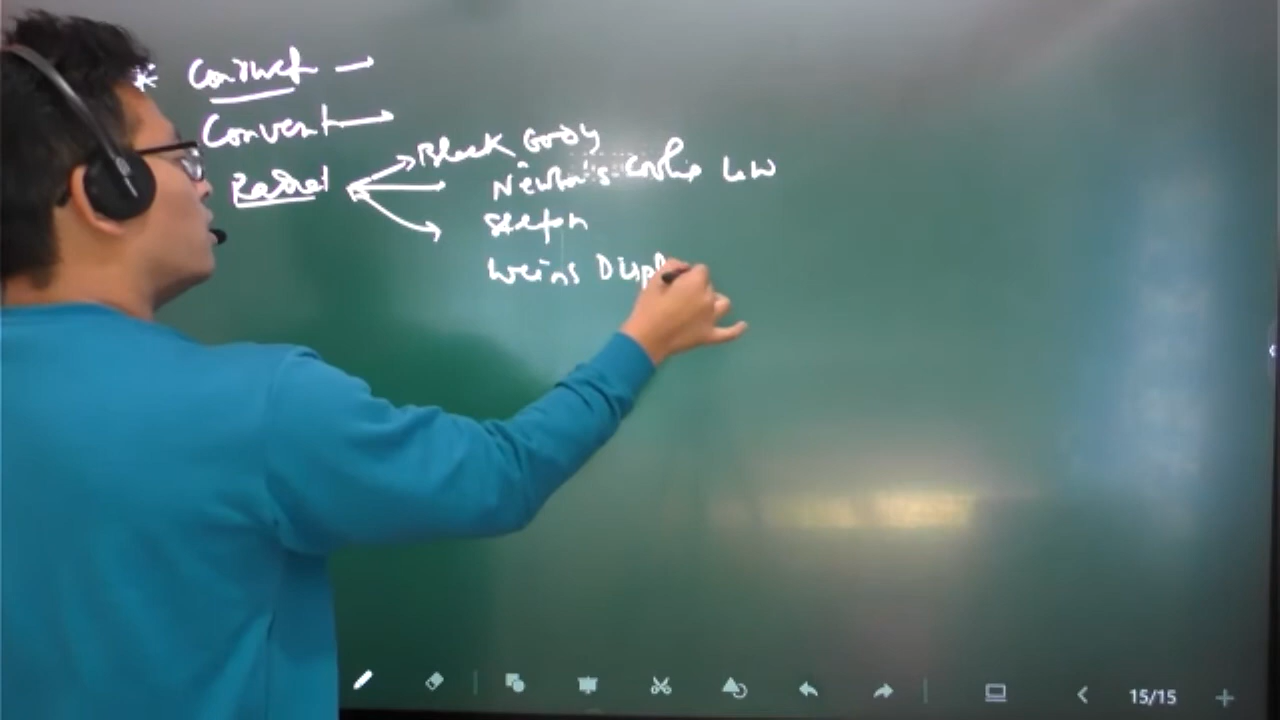 * Conduct →
Convent →
Radiat
Black Body
Newton's Cooling Law
Stefan
Weins Displ
15/15